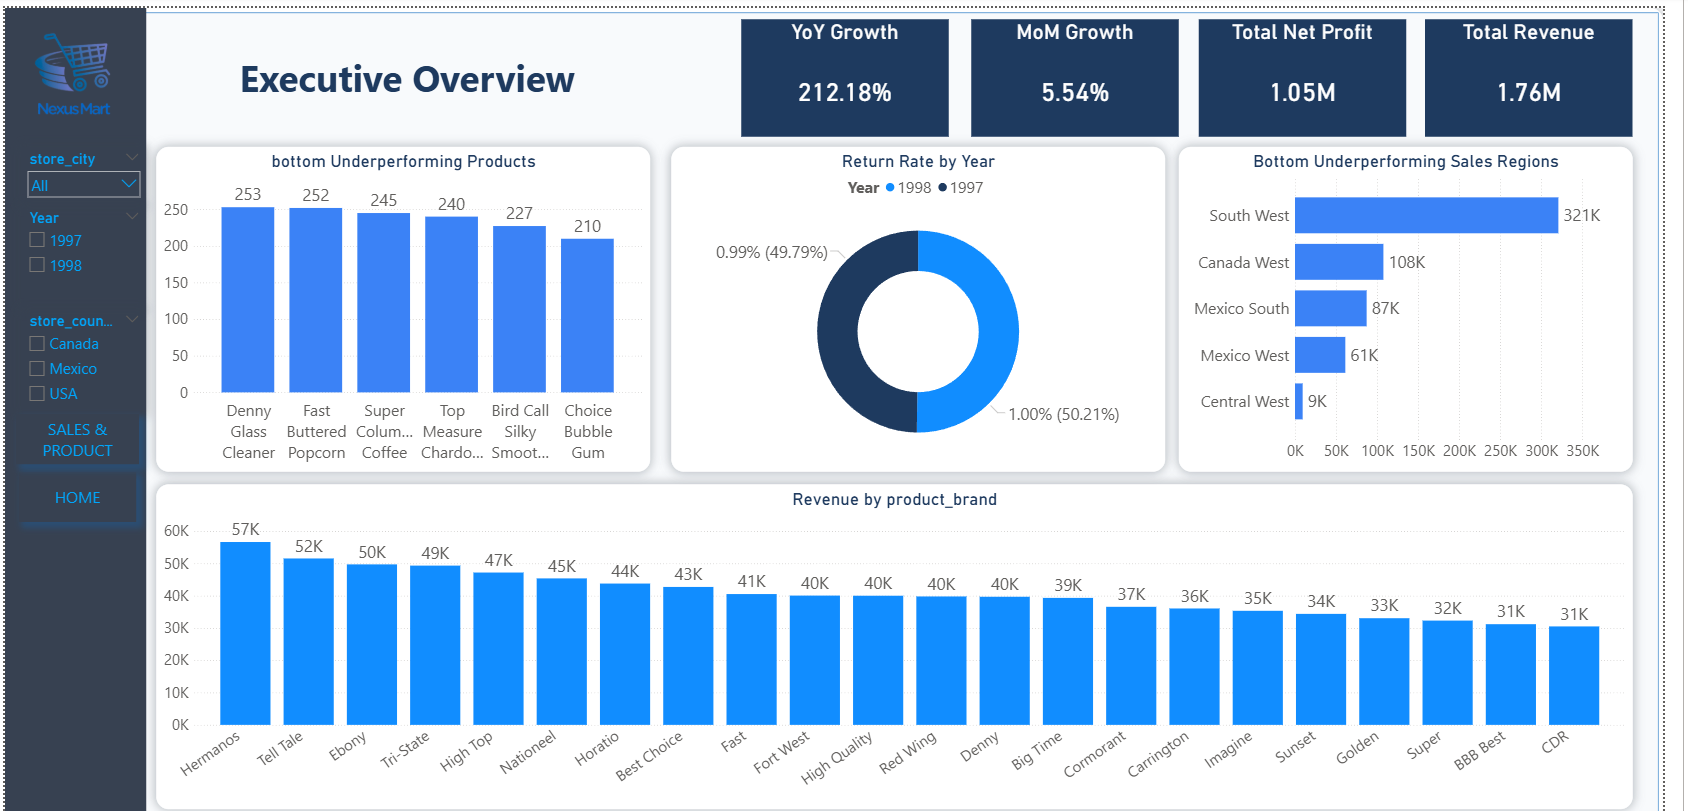 NexusMart
Executive Overview
YoY Growth
212.18%
MoM Growth
5.54%
Total Net Profit
1.05M
Total Revenue
1.76M
store_city
All
Year
1997
1998
store_coun...
Canada
Mexico
USA
SALES &
PRODUCT
HOME
bottom Underperforming Products
253
252
245
240
227
210
250
200
150
100
50
0
Denny
Glass
Cleaner
Fast
Buttered
Popcorn
Super
Colum...
Coffee
Top
Measure
Chardo...
Bird Call
Silky
Smoot...
Choice
Bubble
Gum
Return Rate by Year
Year 1998 1997
0.99% (49.79%)
1.00% (50.21%)
Bottom Underperforming Sales Regions
South West 321K
Canada West 108K
Mexico South 87K
Mexico West 61K
Central West 9K
0K 50K 100K 150K 200K 250K 300K 350K
Revenue by product_brand
60K
50K
40K
30K
20K
10K
0K
57K 52K 50K 49K 47K 45K 44K 43K 41K 40K 40K 40K 40K 39K 37K 36K 35K 34K 33K 32K 31K 31K
Hermanos Tell Tale Ebony Tri-State High Top Nationeel Horatio Best Choice Fast Fort West High Quality Red Wing Denny Big Time Cormorant Carrington Imagine Sunset Golden Super BBB Best CDR